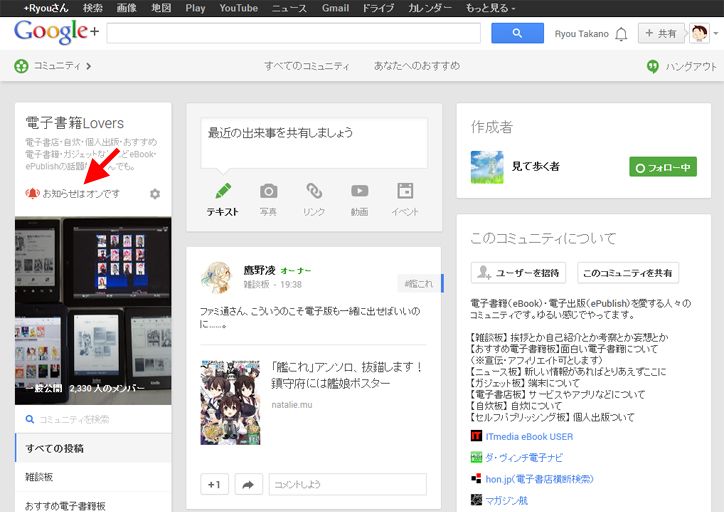 +Ryouさん 検索 画像 地図 Play YouTube ニュース Gmail ドライブ カレンダー もっと見る
Google+
Ryou Takano
+ 共有
コミュニティ
すべてのコミュニティ あなたへのおすすめ
ハングアウト
電子書籍Lovers
電子書店・自炊・個人出版・おすすめ
電子書籍・ガジェットな
どeBook・
ePublishの話題
でも。
お知らせはオンです
一般公開 2,330 人のメンバー
コミュニティを検索
すべての投稿
雑談板
おすすめ電子書籍板
最近の出来事を共有しましょう
テキスト 写真 リンク 動画 イベント
鷹野凌 オーナー
雑談板 - 19:38
#艦これ
ファミ通さん、こういうのこそ電子版も一緒に出せばいいの
に……。
「艦これ」アンソロ、抜錨します！
鎮守府には艦娘ポスター
natalie.mu
+1
コメントしよう
作成者
見て歩く者
フォロー中
このコミュニティについて
ユーザーを招待
このコミュニティを共有
電子書籍（eBook）・電子出版（ePublish）を愛する人々の
コミュニティです。ゆるい感じでやってます。
【雑談板】 挨拶とか自己紹介とか考察とか妄想とか
【おすすめ電子書籍板】面白い電子書籍について
（※宣伝・アフィリエイト可とします）
【ニュース板】 新しい情報があればとりあえずここに
【ガジェット板】 端末について
【電子書店板】 サービスやアプリなどについて
【自炊板】 自炊について
【セルフパブリッシング板】 個人出版ついて
ITmedia eBook USER
ダ・ヴィンチ電子ナビ
hon.jp（電子書店横断検索）
マガジン航